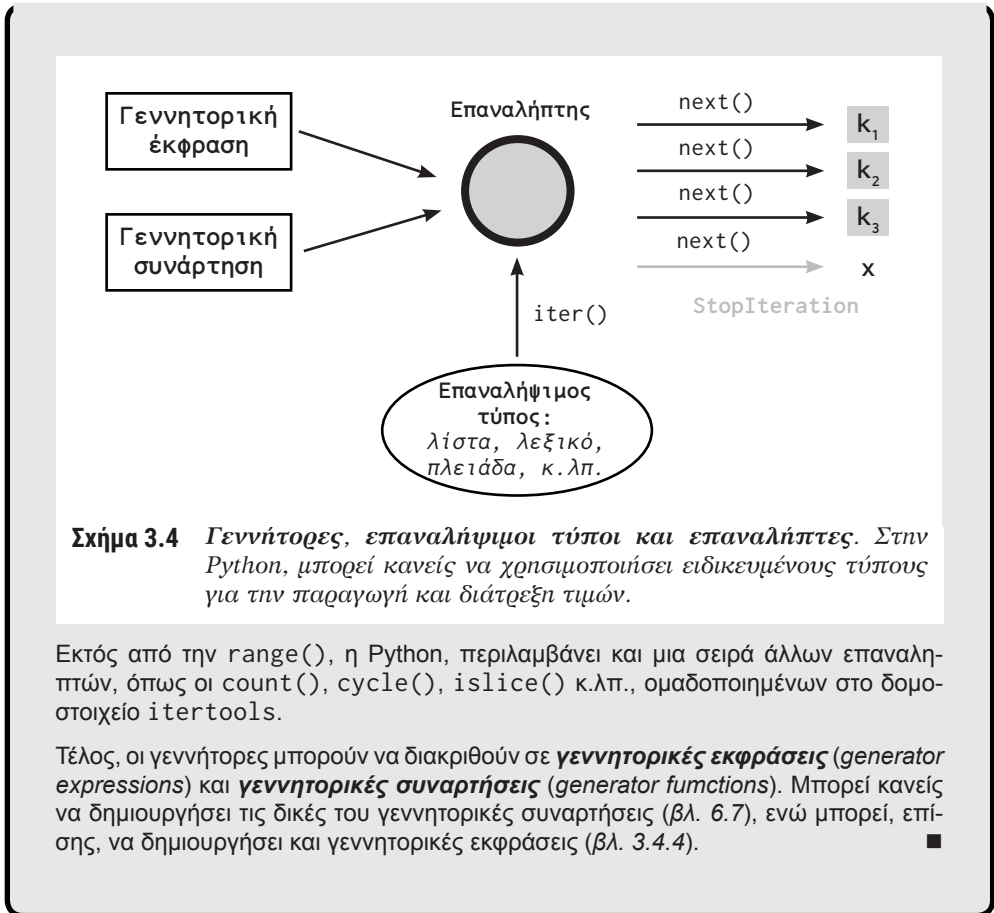 Γεννητορική
έκφραση
Γεννητορική
συνάρτηση
Επαναλήπτης
next()
k1
next()
k2
next()
k3
next()
x
StopIteration
iter()
Επαναλήψιμος
τύπος:
λίστα, λεξικό,
πλειάδα, κ.λπ.
Σχήμα 3.4 Γεννήτορες, επαναλήψιμοι τύποι και επαναλήπτες. Στην
Python, μπορεί κανείς να χρησιμοποιήσει ειδικευμένους τύπους
για την παραγωγή και διάτρεξη τιμών.
Εκτός από την range(), η Python, περιλαμβάνει και μια σειρά άλλων επαναλη-
πτών, όπως οι count(), cycle(), islice() κ.λπ., ομαδοποιημένων στο δομο-
στοιχείο itertools.
Τέλος, οι γεννήτορες μπορούν να διακριθούν σε γεννητορικές εκφράσεις (generator
expressions) και γεννητορικές συναρτήσεις (generator fumctions). Μπορεί κανείς
να δημιουργήσει τις δικές του γεννητορικές συναρτήσεις (βλ. 6.7), ενώ μπορεί, επί-
σης, να δημιουργήσει και γεννητορικές εκφράσεις (βλ. 3.4.4). ■